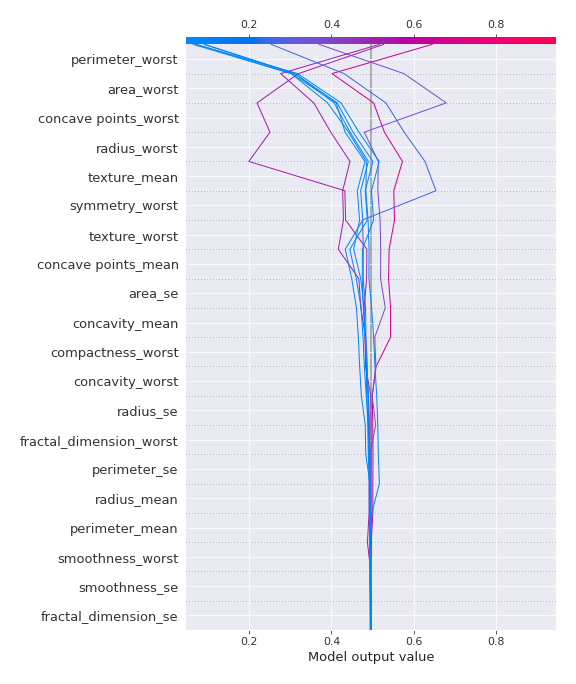 0.2 0.4 0.6 0.8
perimeter_worst
area_worst
concave points_worst
radius_worst
texture_mean
symmetry_worst
texture_worst
concave points_mean
area_se
concavity_mean
compactness_worst
concavity_worst
radius_se
fractal_dimension_worst
perimeter_se
radius_mean
perimeter_mean
smoothness_worst
smoothness_se
fractal_dimension_se
0.2 0.4 0.6 0.8
Model output value